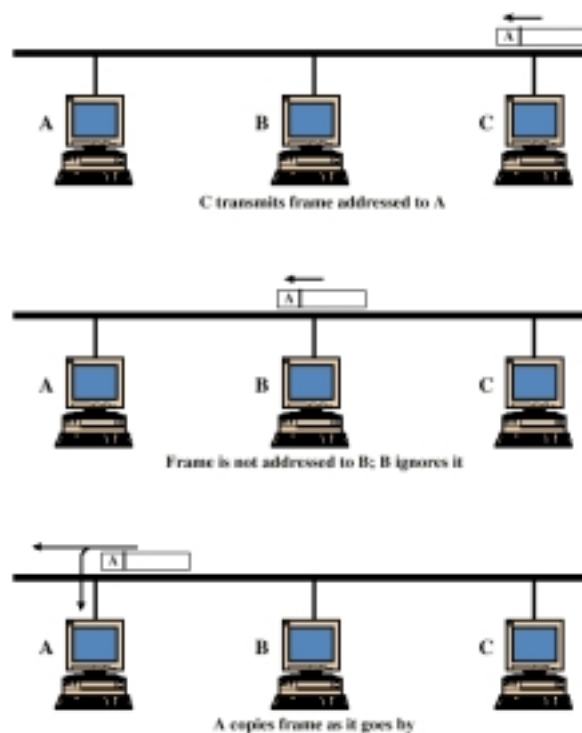 A
A B C
C transmits frame addressed to A
A
A B C
Frame is not addressed to B; B ignores it
A
A B C
A copies frame as it goes by